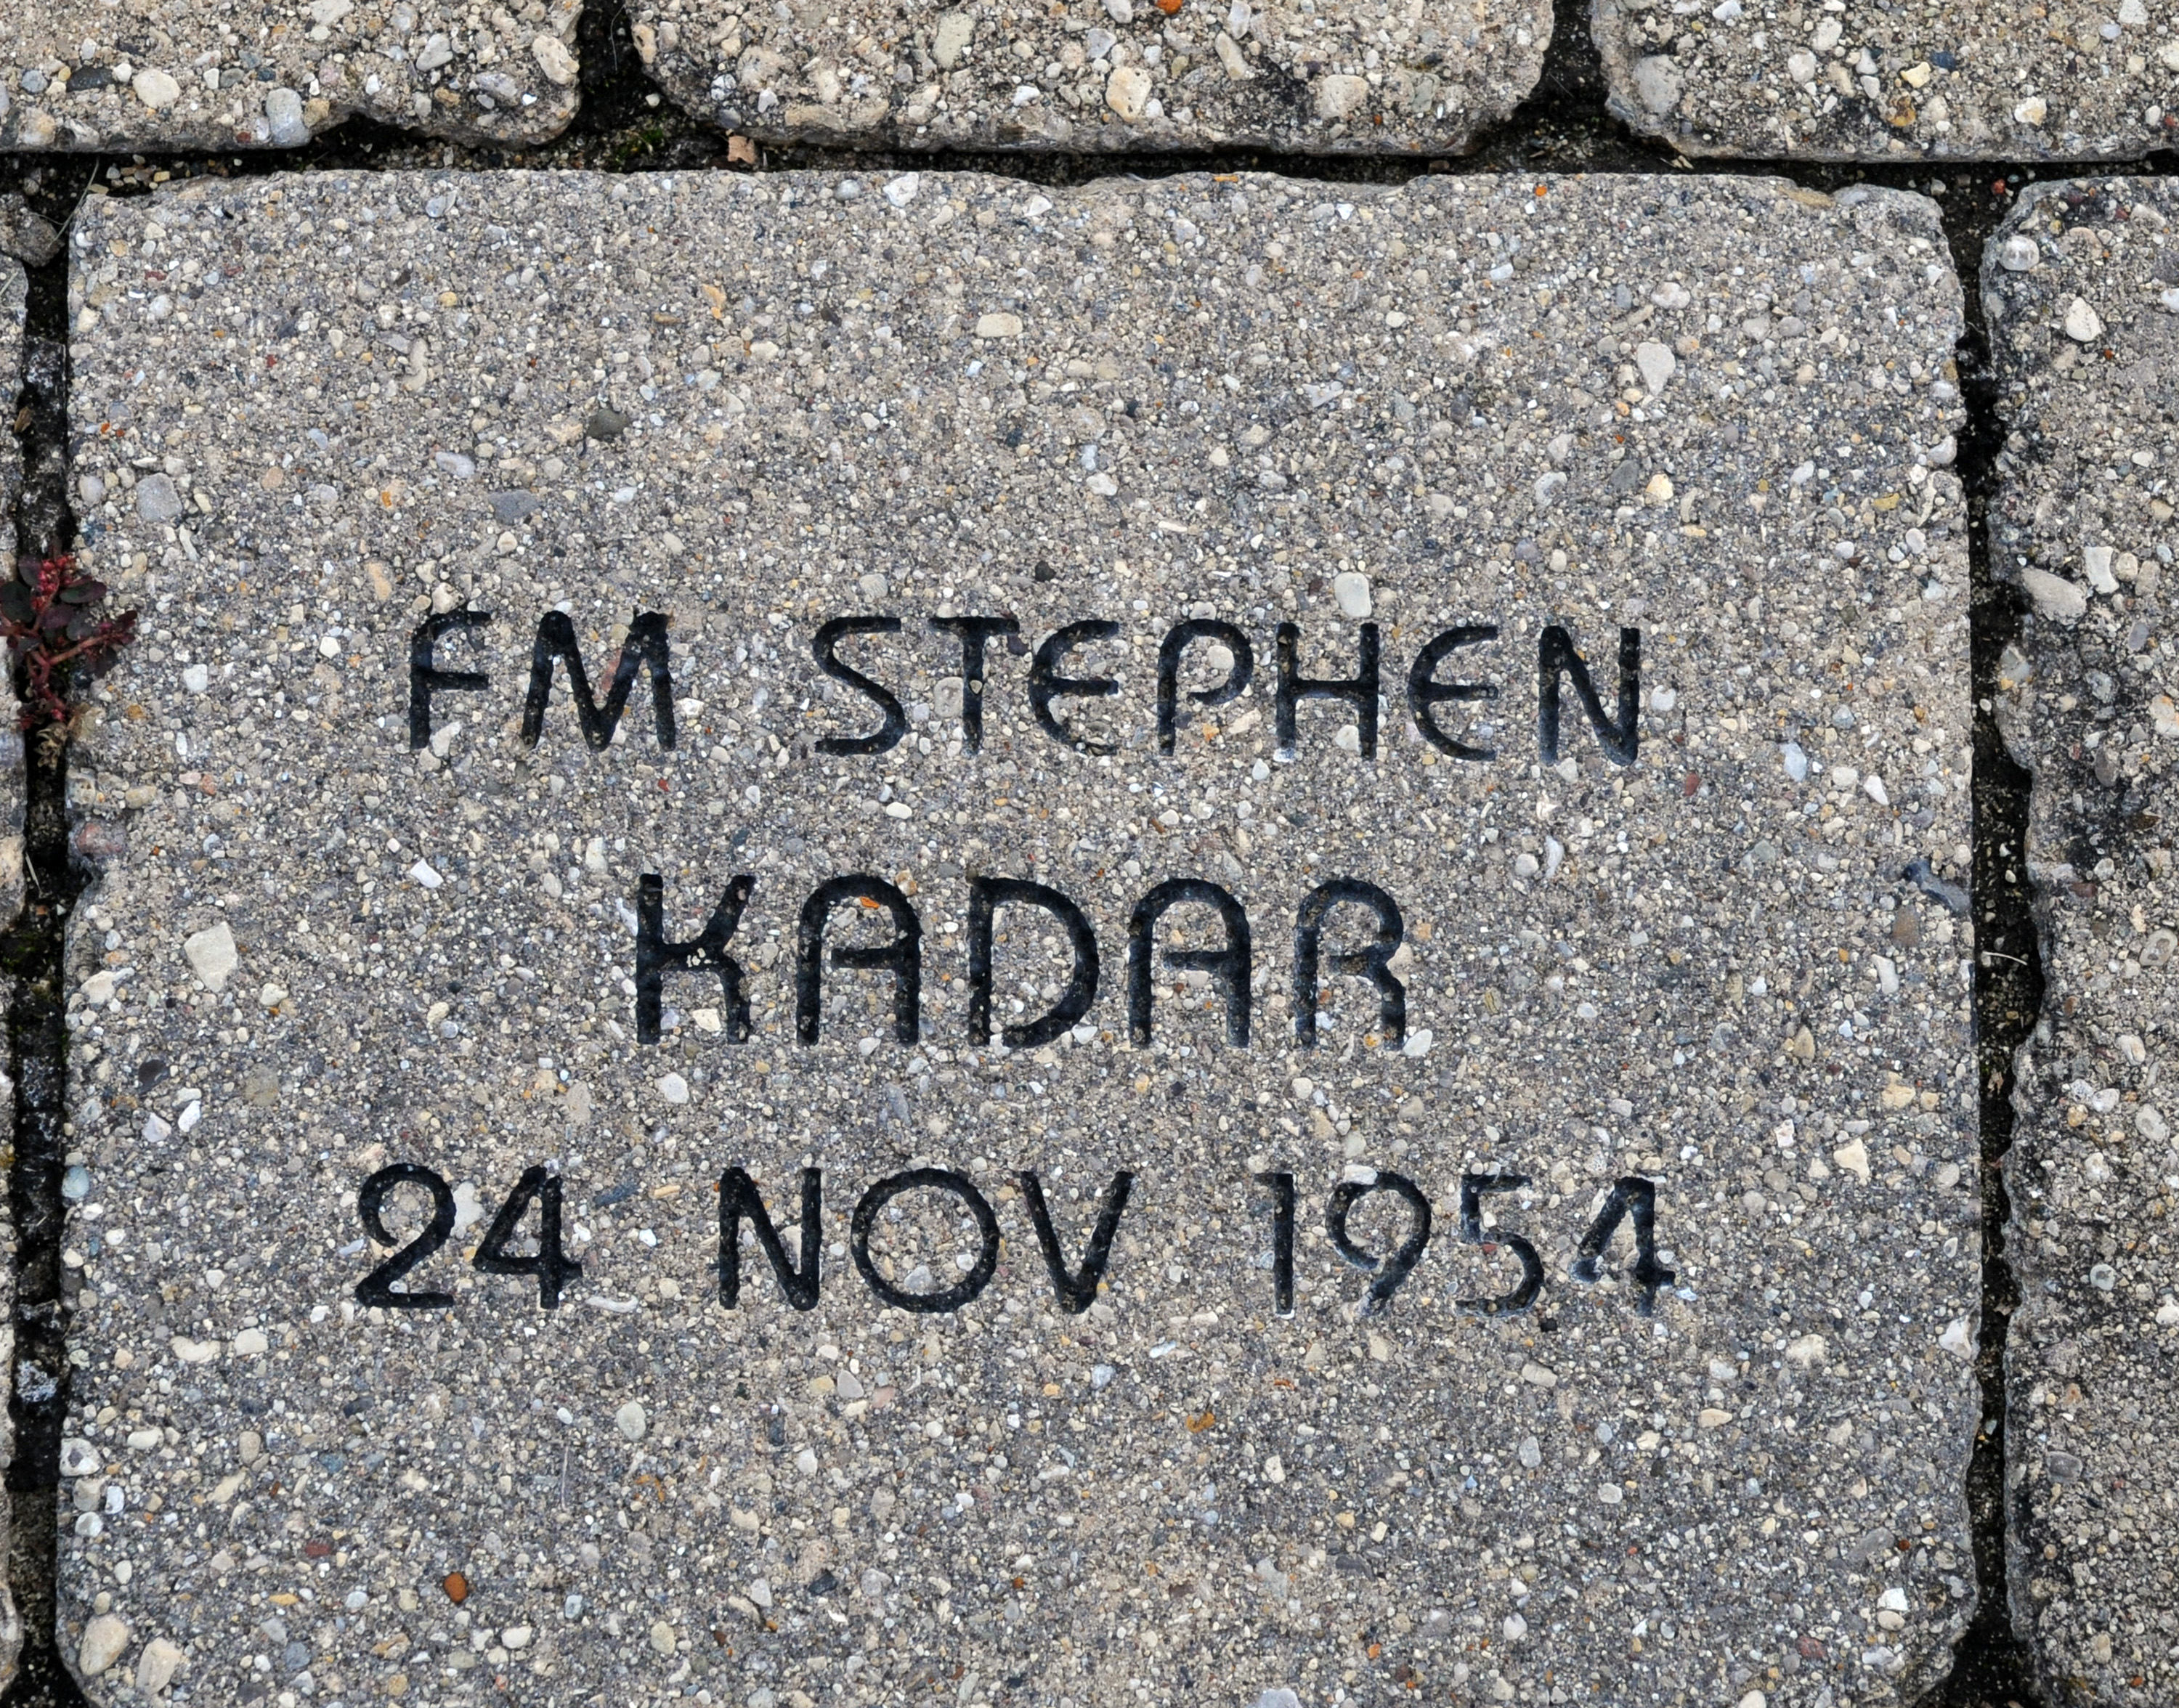 FM STEPHEN
KADAR
24 NOV 1954